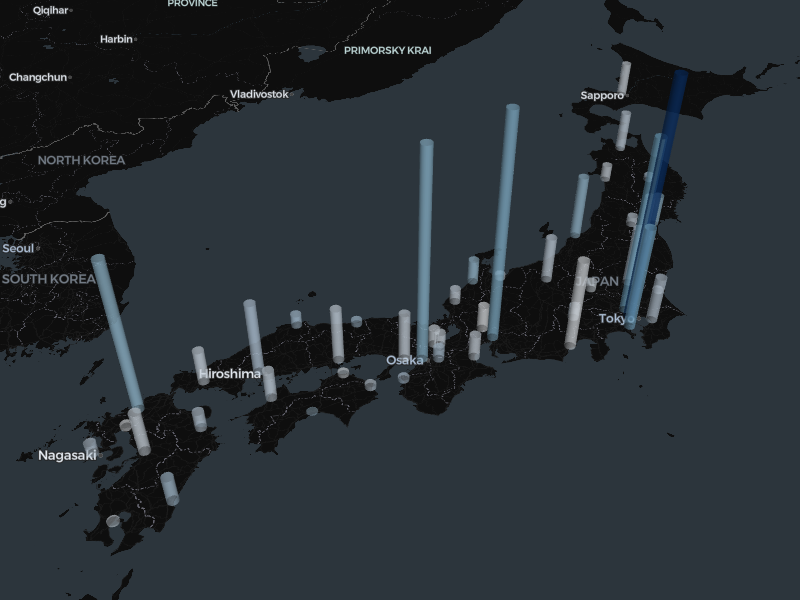 PROVINCE
Qiqihar
Harbin
PRIMORSKY KRAI
Changchun
Vladivostok
Sapporo
NORTH KOREA
g
Seoul
SOUTH KOREA
JAPAN
Tokyo
Osaka
Hiroshima
Nagasaki